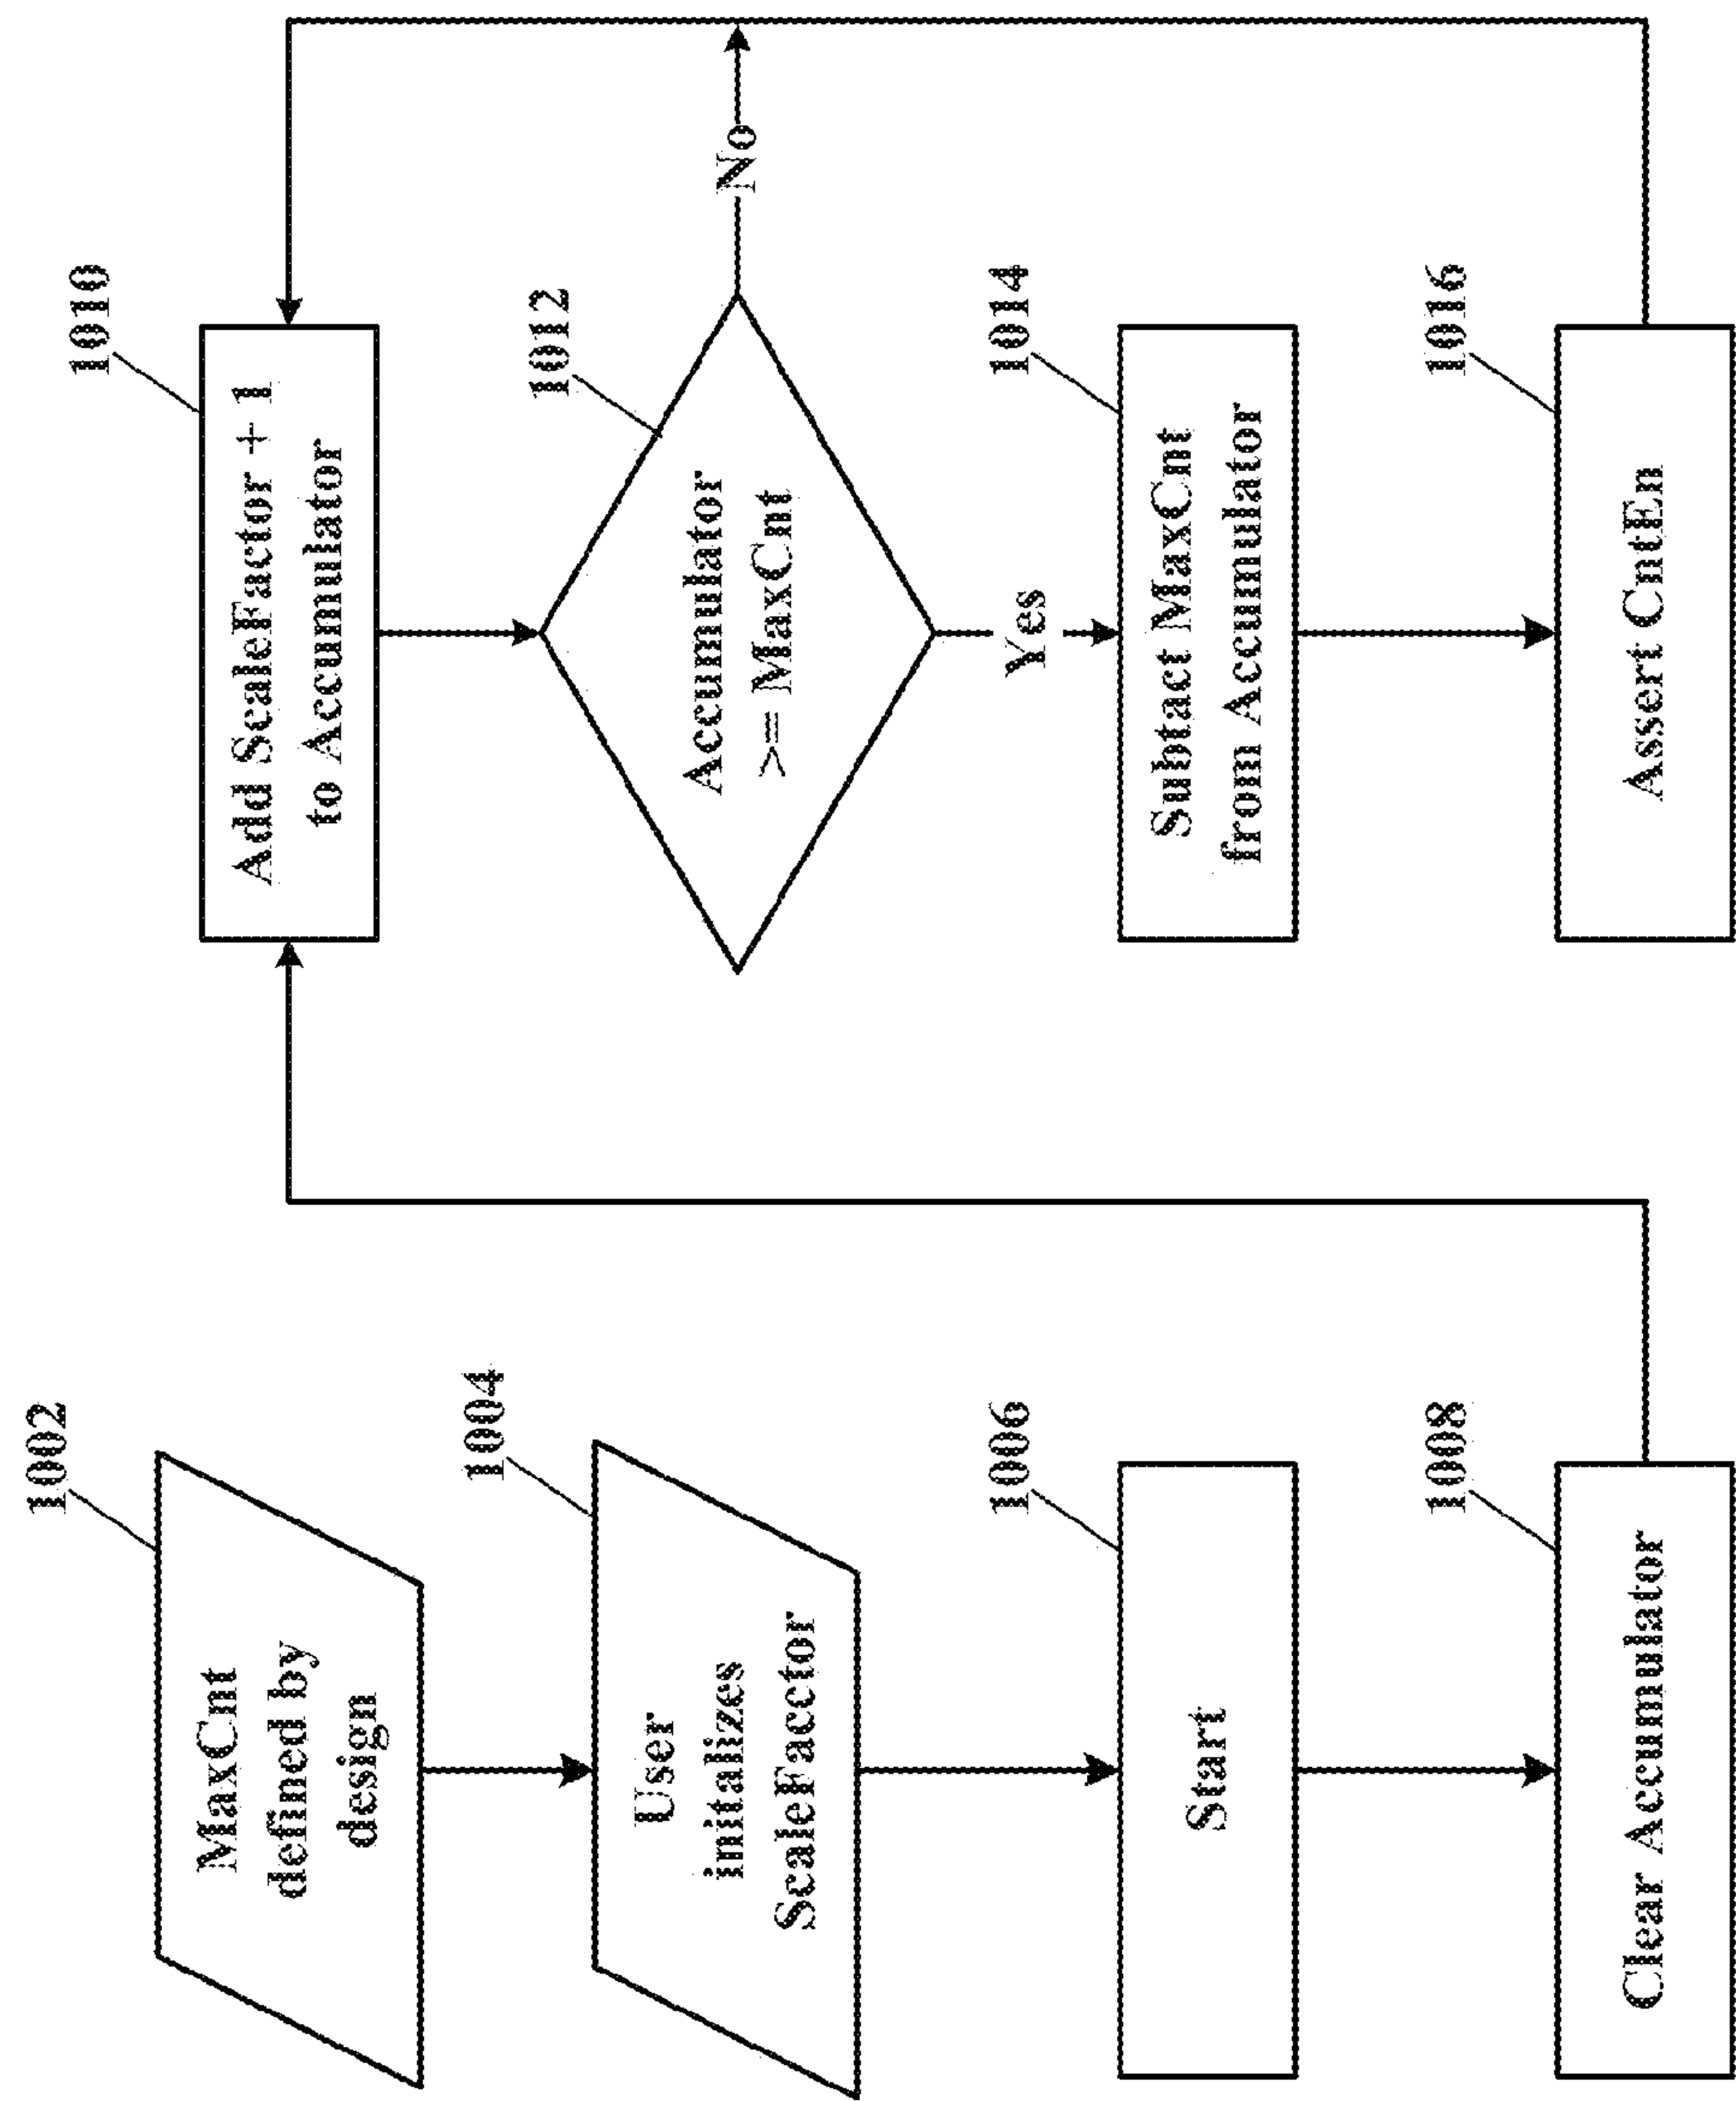 1002
MaxCnt
defined by
design
1004
User
initalizes
ScaleFactor
1006
Start
1008
Clear Accumulator
1010
Add ScaleFactor + 1
to Accumulator
1012
Accumulator
>= MaxCnt
No
Yes
1014
Subtact MaxCnt
from Accumulator
1016
Assert CntEn